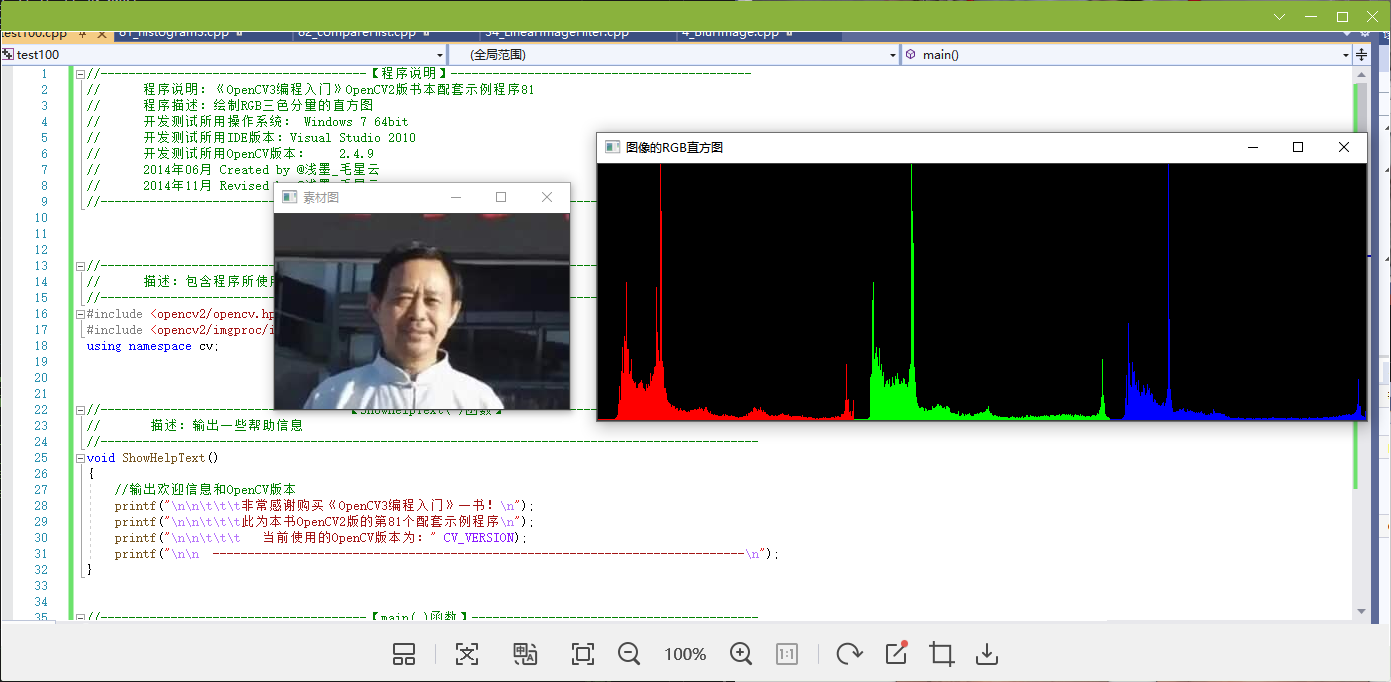 test100.cpp 81_histogram3.cpp 82_compareHist.cpp 34_LinearImageFilter.cpp 4_blurImage.cpp
test100 (全局范围) main()
1 //【程序说明】
2 // 程序说明：《OpenCV3编程入门》OpenCV2版书本配套示例程序81
3 // 程序描述：绘制RGB三色分量的直方图
4 // 开发测试所用操作系统： Windows 7 64bit
5 // 开发测试所用IDE版本：Visual Studio 2010
6 // 开发测试所用OpenCV版本： 2.4.9
7 // 2014年06月 Created by @浅墨_毛星云
8 // 2014年11月 Revised
9 //
10
11
12
13 //
14 // 描述：包含程序所使
15 //
16 #include <opencv2/opencv.hp
17 #include <opencv2/imgproc/i
18 using namespace cv;
19
20
21
22 //【ShowHelpText( )函数】
23 // 描述：输出一些帮助信息
24 //
25 void ShowHelpText()
26 {
27 //输出欢迎信息和OpenCV版本
28 printf("\n\n\t\t\t非常感谢购买《OpenCV3编程入门》一书！\n");
29 printf("\n\n\t\t\t此为本书OpenCV2版的第81个配套示例程序\n");
30 printf("\n\n\t\t\t 当前使用的OpenCV版本为：" CV_VERSION);
31 printf("\n\n ----------------------------------------------------------------------------\n");
32 }
33
34
35 //【main( )函数】
素材图
图像的RGB直方图
100%
1:1